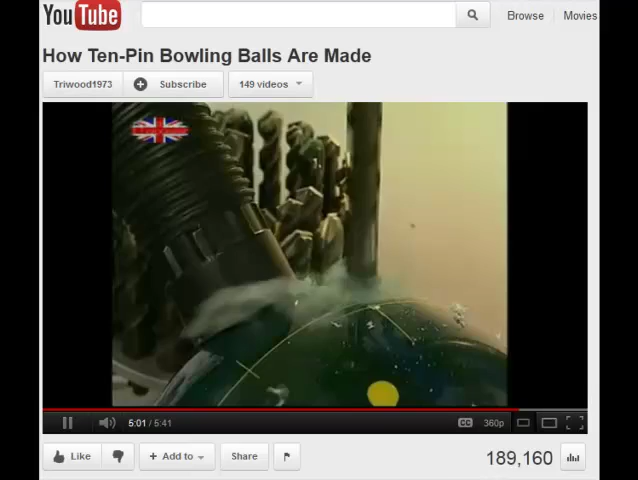 YouTube
Browse
Movies
How Ten-Pin Bowling Balls Are Made
Triwood1973
Subscribe
149 videos
5:01 / 5:41
CC
360p
Like
Add to
Share
189,160